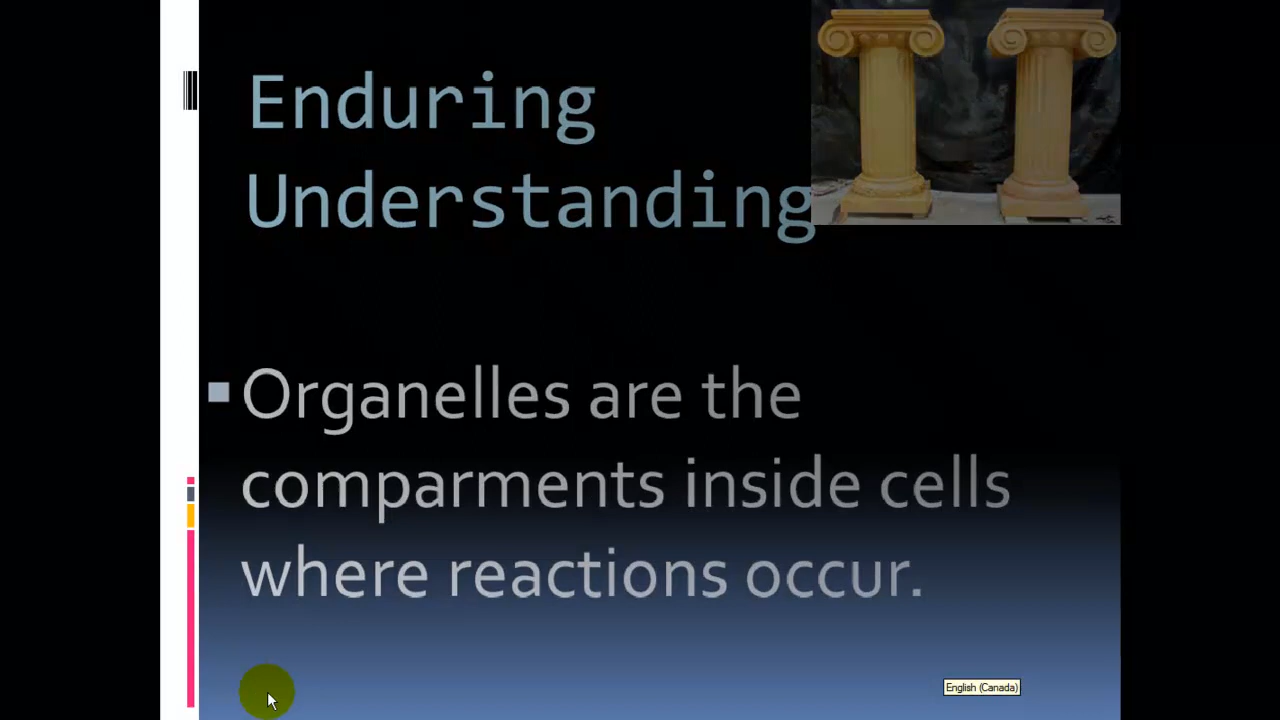 Enduring
Understanding
Organelles are the
comparments inside cells
where reactions occur.
English (Canada)